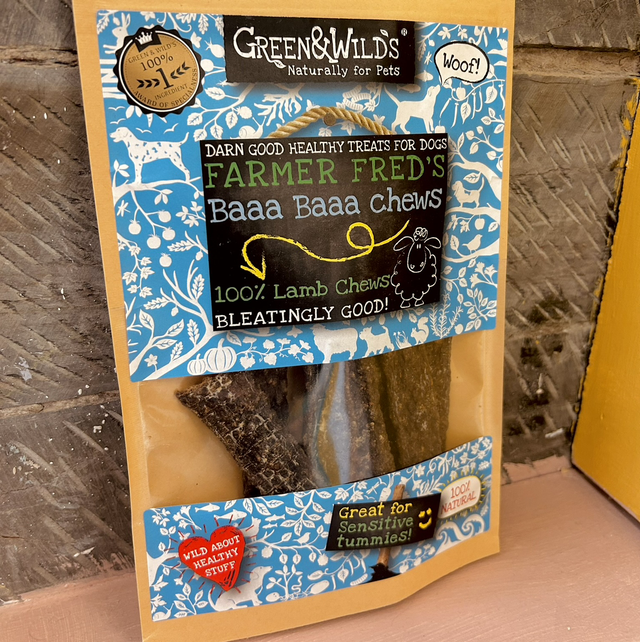 GREEN&WILD'S
Naturally for Pets
Woof!
GREEN & WILD'S
100%
1
INGREDIENT
DARN GOOD HEALTHY TREATS FOR DOGS
FARMER FRED'S
Baaa Baaa chews
100% Lamb Chews
BLEATINGLY GOOD!
Great for
Sensitive
tummies!
100%
NATURAL
WILD ABOUT
HEALTHY
STUFF